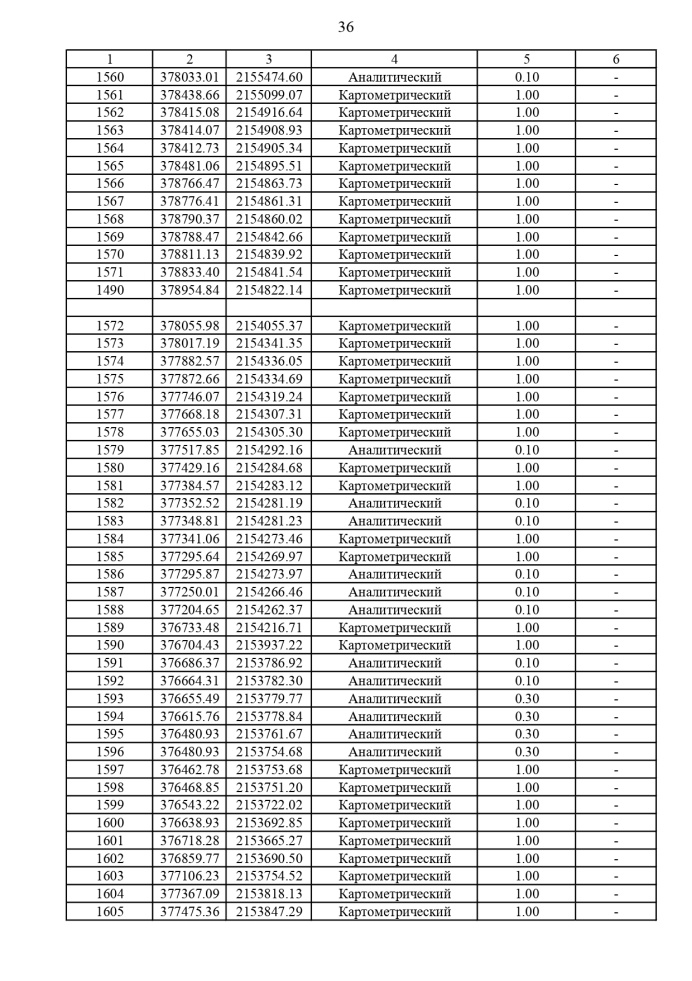 36
1 2 3 4 5 6
1560 378033.01 2155474.60 Аналитический 0.10 -
1561 378438.66 2155099.07 Картометрический 1.00 -
1562 378415.08 2154916.64 Картометрический 1.00 -
1563 378414.07 2154908.93 Картометрический 1.00 -
1564 378412.73 2154905.34 Картометрический 1.00 -
1565 378481.06 2154895.51 Картометрический 1.00 -
1566 378766.47 2154863.73 Картометрический 1.00 -
1567 378776.41 2154861.31 Картометрический 1.00 -
1568 378790.37 2154860.02 Картометрический 1.00 -
1569 378788.47 2154842.66 Картометрический 1.00 -
1570 378811.13 2154839.92 Картометрический 1.00 -
1571 378833.40 2154841.54 Картометрический 1.00 -
1490 378954.84 2154822.14 Картометрический 1.00 -
1572 378055.98 2154055.37 Картометрический 1.00 -
1573 378017.19 2154341.35 Картометрический 1.00 -
1574 377882.57 2154336.05 Картометрический 1.00 -
1575 377872.66 2154334.69 Картометрический 1.00 -
1576 377746.07 2154319.24 Картометрический 1.00 -
1577 377668.18 2154307.31 Картометрический 1.00 -
1578 377655.03 2154305.30 Картометрический 1.00 -
1579 377517.85 2154292.16 Аналитический 0.10 -
1580 377429.16 2154284.68 Картометрический 1.00 -
1581 377384.57 2154283.12 Картометрический 1.00 -
1582 377352.52 2154281.19 Аналитический 0.10 -
1583 377348.81 2154281.23 Аналитический 0.10 -
1584 377341.06 2154273.46 Картометрический 1.00 -
1585 377295.64 2154269.97 Картометрический 1.00 -
1586 377295.87 2154273.97 Аналитический 0.10 -
1587 377250.01 2154266.46 Аналитический 0.10 -
1588 377204.65 2154262.37 Аналитический 0.10 -
1589 376733.48 2154216.71 Картометрический 1.00 -
1590 376704.43 2153937.22 Картометрический 1.00 -
1591 376686.37 2153786.92 Аналитический 0.10 -
1592 376664.31 2153782.30 Аналитический 0.10 -
1593 376655.49 2153779.77 Аналитический 0.30 -
1594 376615.76 2153778.84 Аналитический 0.30 -
1595 376480.93 2153761.67 Аналитический 0.30 -
1596 376480.93 2153754.68 Аналитический 0.30 -
1597 376462.78 2153753.68 Картометрический 1.00 -
1598 376468.85 2153751.20 Картометрический 1.00 -
1599 376543.22 2153722.02 Картометрический 1.00 -
1600 376638.93 2153692.85 Картометрический 1.00 -
1601 376718.28 2153665.27 Картометрический 1.00 -
1602 376859.77 2153690.50 Картометрический 1.00 -
1603 377106.23 2153754.52 Картометрический 1.00 -
1604 377367.09 2153818.13 Картометрический 1.00 -
1605 377475.36 2153847.29 Картометрический 1.00 -